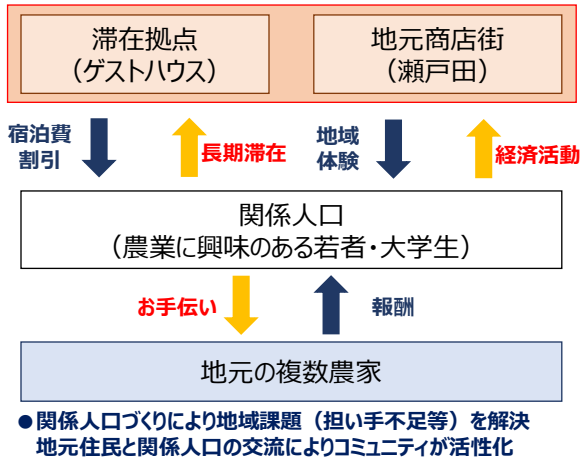 滞在拠点
（ゲストハウス）
地元商店街
（瀬戸田）
宿泊費
割引
長期滞在
地域
体験
経済活動
関係人口
（農業に興味のある若者・大学生）
お手伝い
報酬
地元の複数農家
●関係人口づくりにより地域課題（担い手不足等）を解決
地元住民と関係人口の交流によりコミュニティが活性化